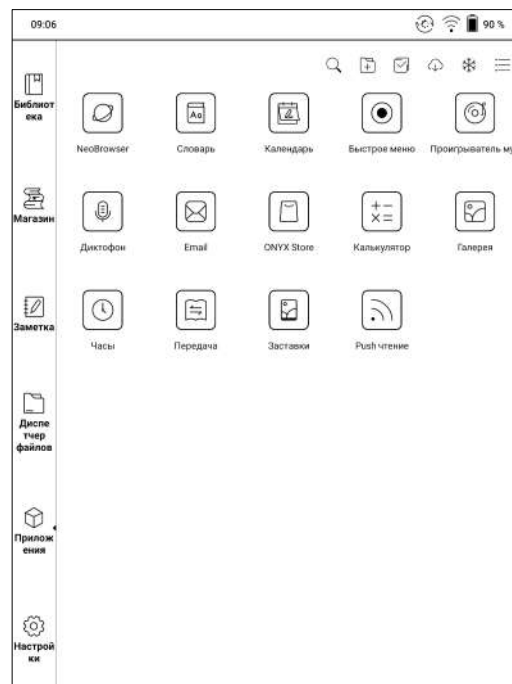 09:06
90 %
Библиот
ека
NeoBrowser
Словарь
Календарь
Быстрое меню
Проигрыватель му
Магазин
Диктофон
Email
ONYX Store
Калькулятор
Галерея
Заметка
Часы
Передача
Заставки
Push чтение
Диспе
тчер
файлов
Прилож
ения
Настрой
ки